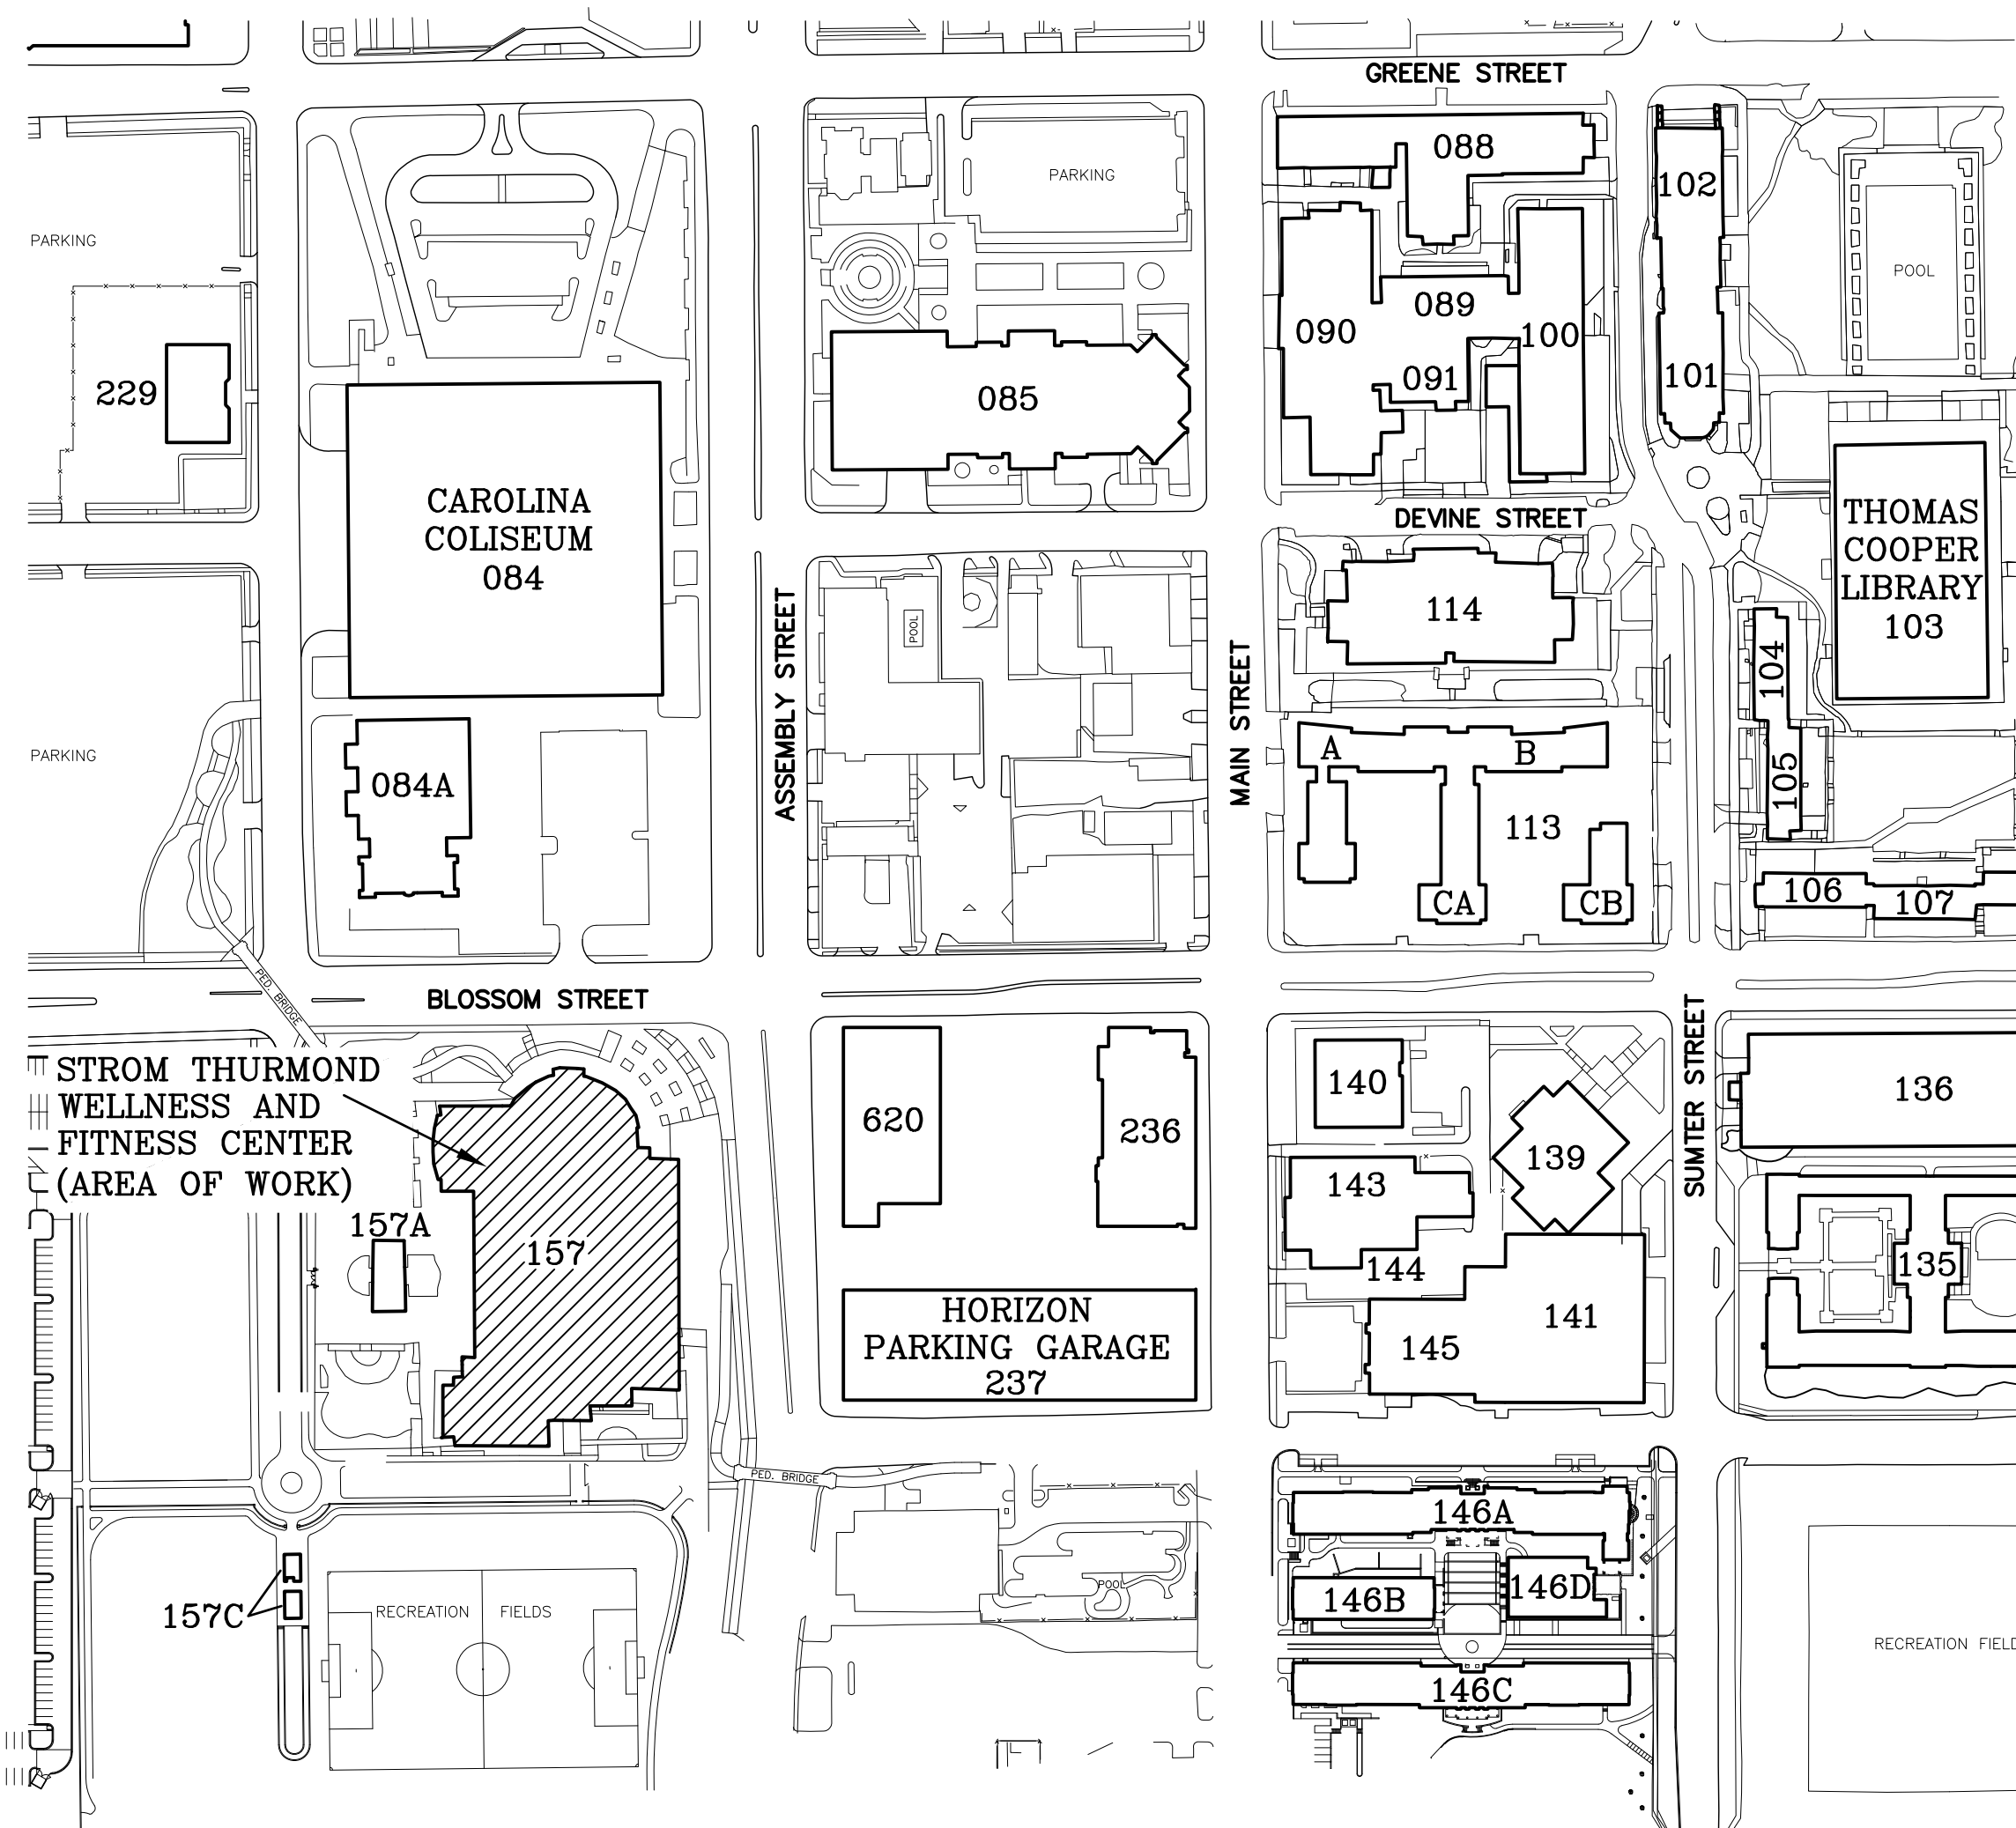 GREENE STREET
088
PARKING
102
PARKING
POOL
089
090
100
229
091
101
085
CAROLINA
COLISEUM
084
DEVINE STREET
THOMAS
COOPER
LIBRARY
103
114
POOL
ASSEMBLY STREET
MAIN STREET
104
PARKING
084A
A
B
105
113
CA
CB
106
107
PED. BRIDGE
BLOSSOM STREET
SUMTER STREET
STROM THURMOND
WELLNESS AND
FITNESS CENTER
(AREA OF WORK)
140
136
620
236
139
143
157A
157
144
135
HORIZON
PARKING GARAGE
237
141
145
PED. BRIDGE
146A
POOL
146D
146B
157C
RECREATION FIELDS
RECREATION FIELD
146C